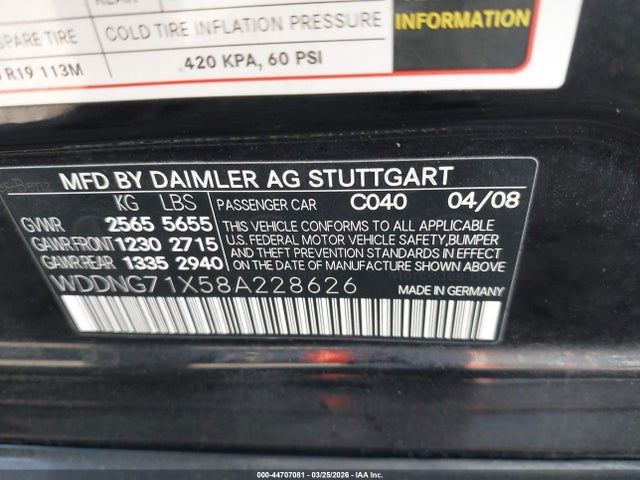 SPARE TIRE
COLD TIRE INFLATION PRESSURE
INFORMATION
R19 113M
420 KPA, 60 PSI
MFD BY DAIMLER AG STUTTGART
KG LBS PASSENGER CAR C040 04/08
GVWR 2565 5655 THIS VEHICLE CONFORMS TO ALL APPLICABLE
GAWR FRONT 1230 2715 U.S. FEDERAL MOTOR VEHICLE SAFETY, BUMPER
AND THEFT PREVENTION STANDARDS IN EFFECT
GAWR REAR 1335 2940 ON THE DATE OF MANUFACTURE SHOWN ABOVE.
WDDNG71X58A228626 MADE IN GERMANY
000-44707081 - 03/25/2026 - IAA Inc.